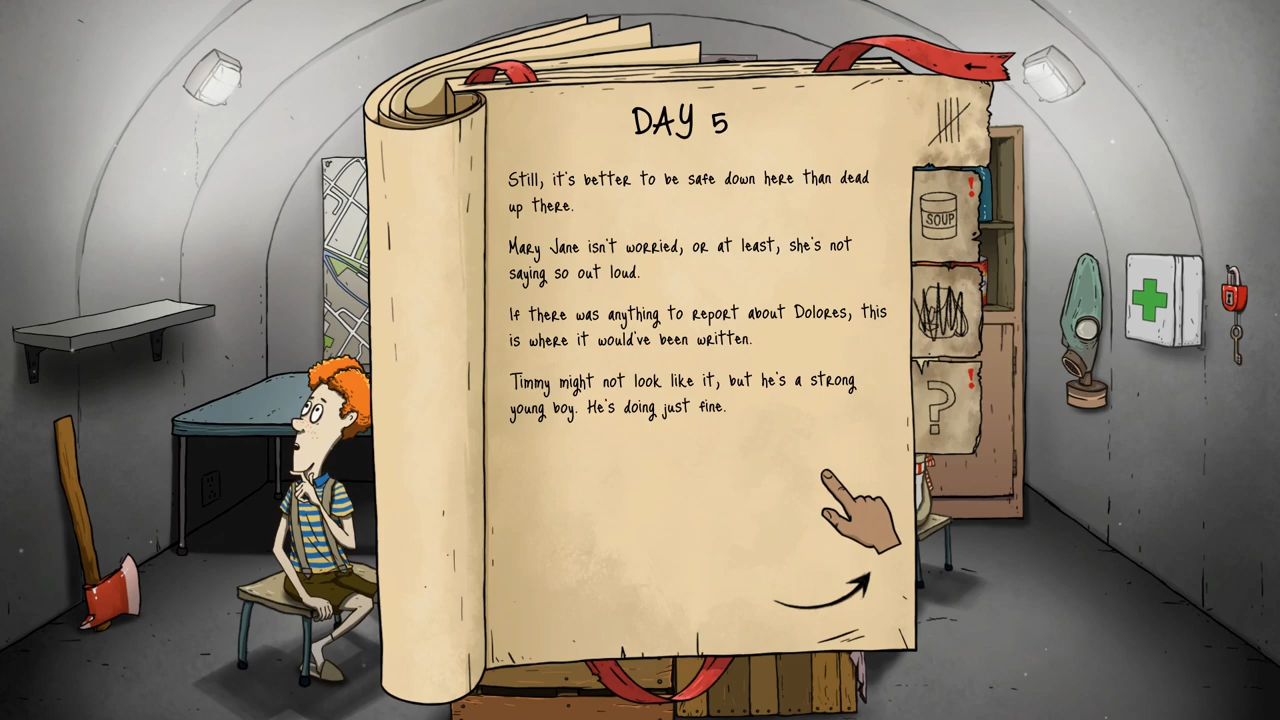 DAY 5
Still, it's better to be safe down here than dead
up there.
Mary Jane isn't worried, or at least, she's not
saying so out loud.
If there was anything to report about Dolores, this
is where it would've been written.
Timmy might not look like it, but he's a strong
young boy. He's doing just fine.
!
SOUP
!
?